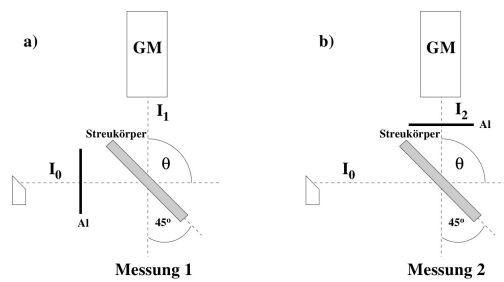 a)
GM
I₁
Streukörper
I₀
θ
Al
45°
Messung 1
b)
GM
I₂
Al
Streukörper
I₀
θ
45°
Messung 2